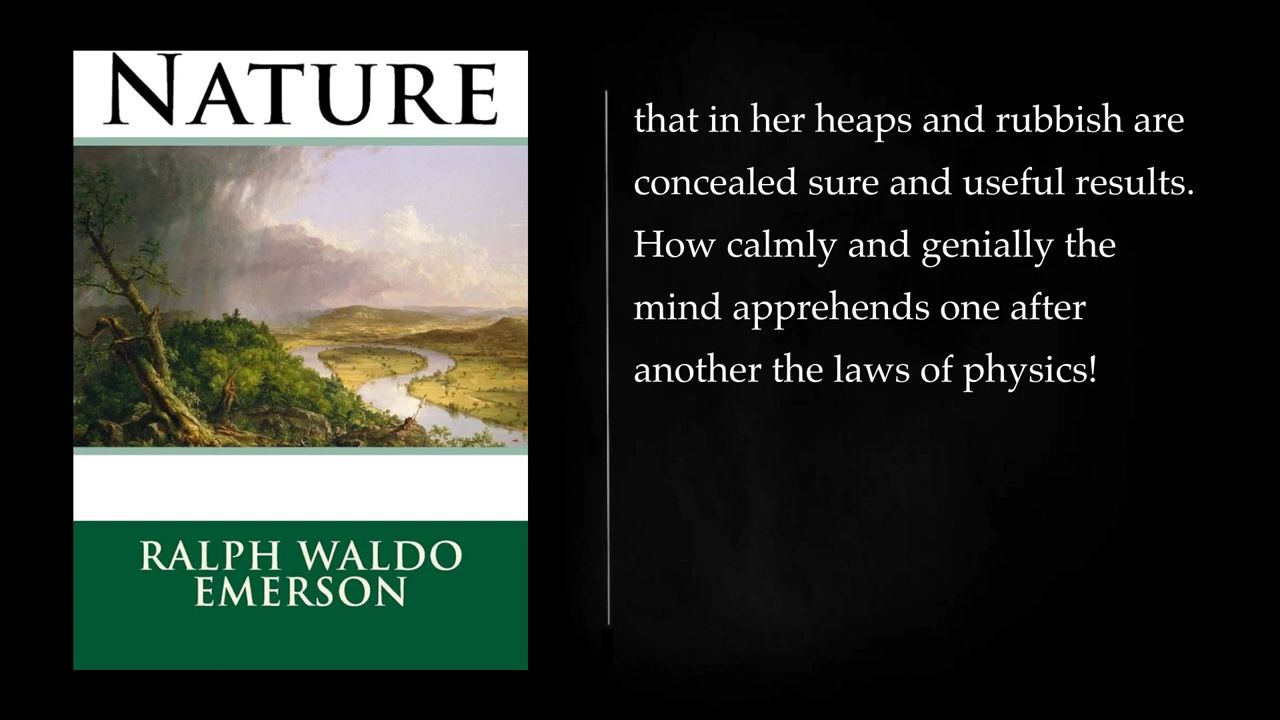 NATURE
RALPH WALDO
EMERSON
that in her heaps and rubbish are
concealed sure and useful results.
How calmly and genially the
mind apprehends one after
another the laws of physics!